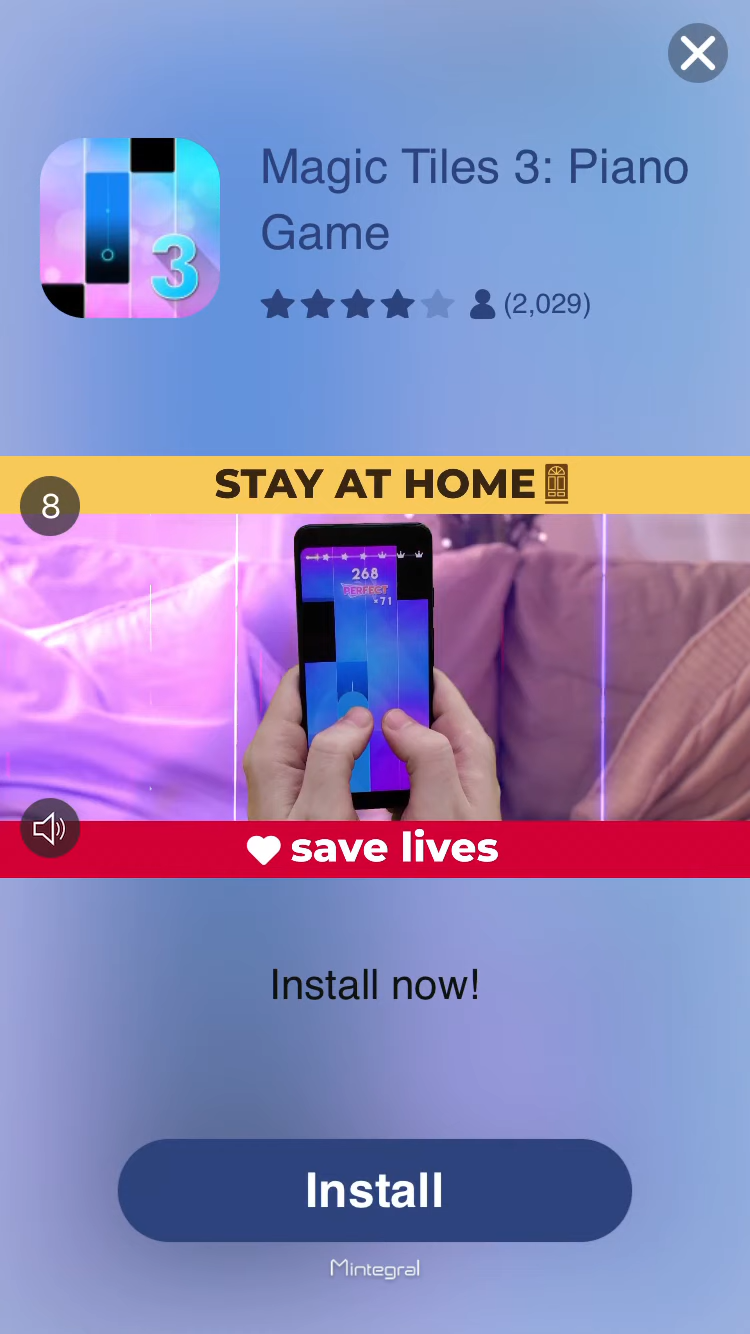 Magic Tiles 3: Piano
Game
(2,029)
STAY AT HOME
8
268
PERFECT
×71
save lives
Install now!
Install
Mintegral
3